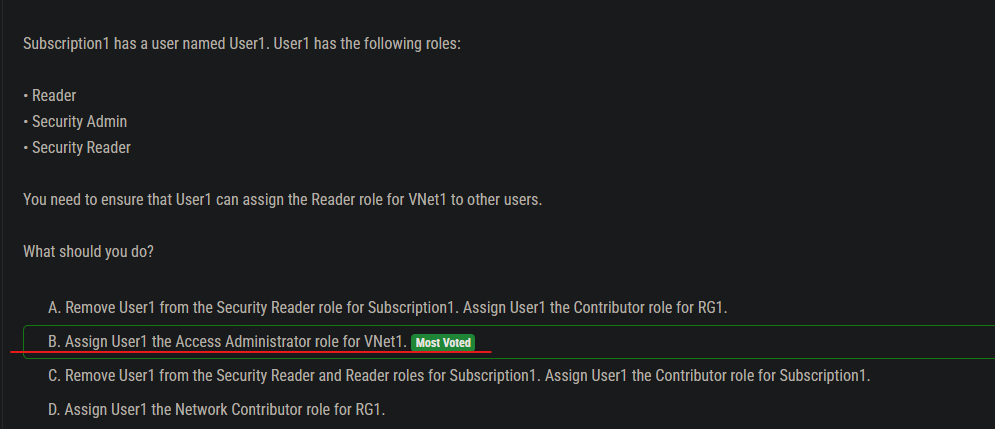 Subscription1 has a user named User1. User1 has the following roles:
• Reader
• Security Admin
• Security Reader
You need to ensure that User1 can assign the Reader role for VNet1 to other users.
What should you do?
A. Remove User1 from the Security Reader role for Subscription1. Assign User1 the Contributor role for RG1.
B. Assign User1 the Access Administrator role for VNet1. Most Voted
C. Remove User1 from the Security Reader and Reader roles for Subscription1. Assign User1 the Contributor role for Subscription1.
D. Assign User1 the Network Contributor role for RG1.